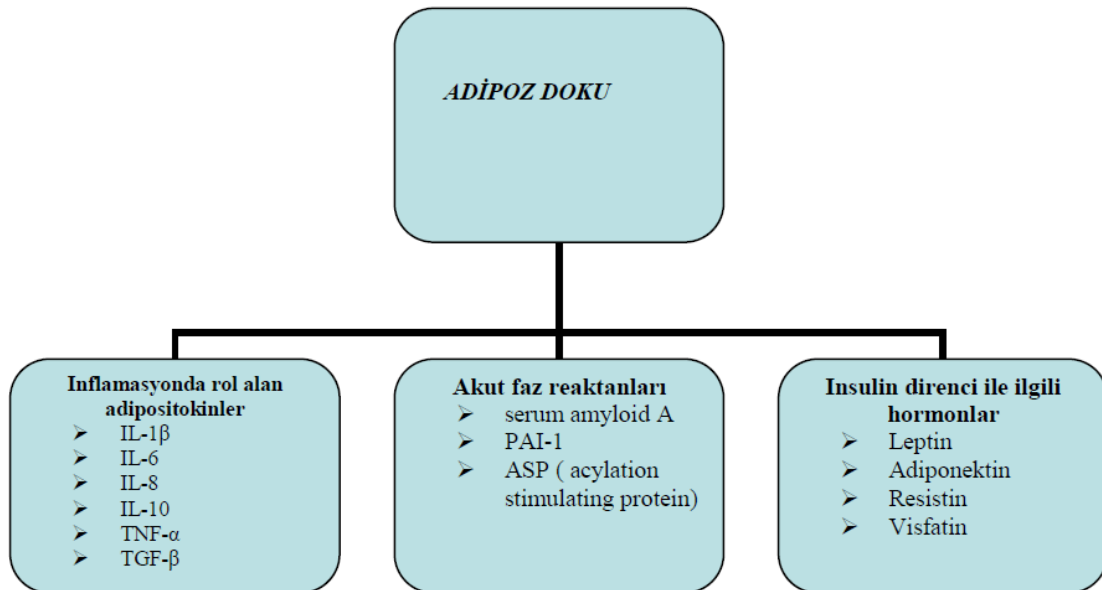 ADİPOZ DOKU
Inflamasyonda rol alan
adipositokinler
➢ IL-1β
➢ IL-6
➢ IL-8
➢ IL-10
➢ TNF-α
➢ TGF-β
Akut faz reaktanları
➢ serum amyloid A
➢ PAI-1
➢ ASP ( acylation
stimulating protein)
Insulin direnci ile ilgili
hormonlar
➢ Leptin
➢ Adiponektin
➢ Resistin
➢ Visfatin